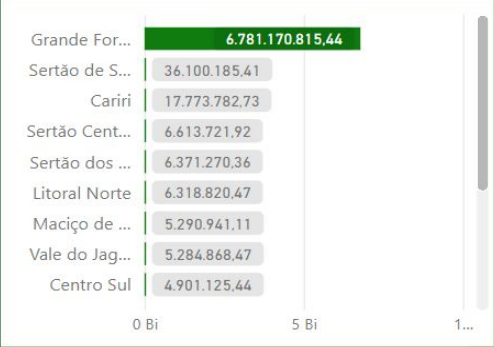 Grande For... 6.781.170.815,44
Sertão de S... 36.100.185,41
Cariri 17.773.782,73
Sertão Cent... 6.613.721,92
Sertão dos ... 6.371.270,36
Litoral Norte 6.318.820,47
Maciço de ... 5.290.941,11
Vale do Jag... 5.284.868,47
Centro Sul 4.901.125,44
0 Bi 5 Bi 1...